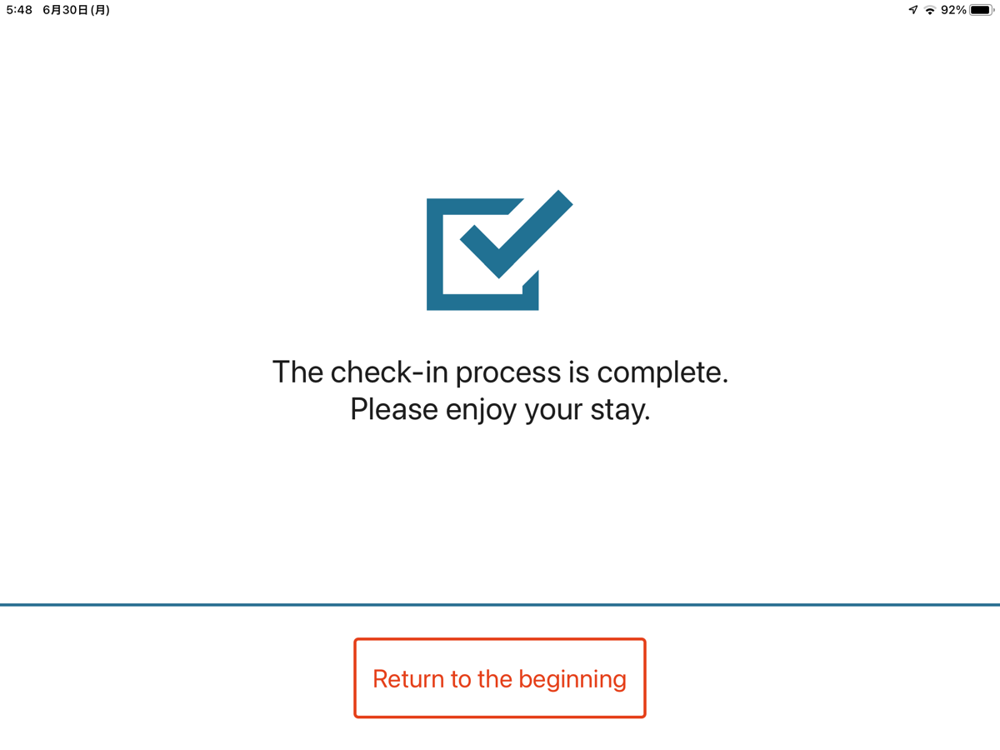 5:48 6月30日(月) 92%
The check-in process is complete.
Please enjoy your stay.
Return to the beginning